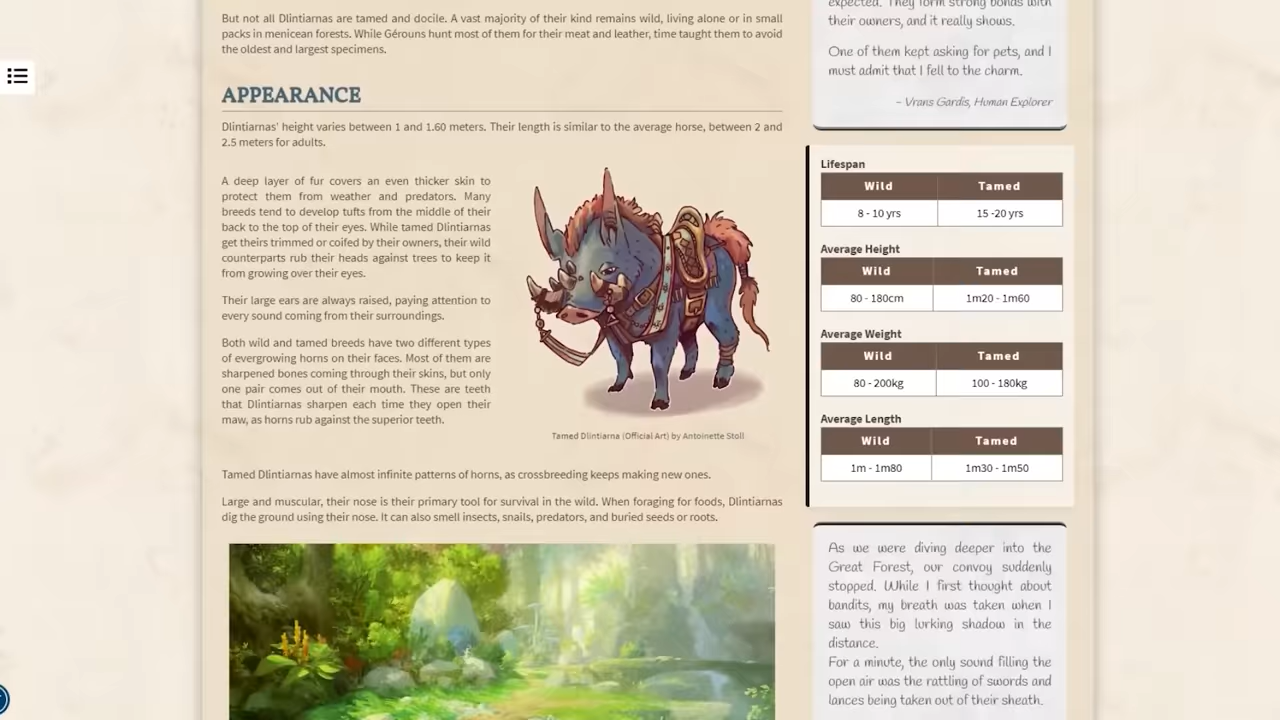 But not all Dlintiarnas are tamed and docile. A vast majority of their kind remains wild, living alone or in small
packs in menicean forests. While Gérouns hunt most of them for their meat and leather, time taught them to avoid
the oldest and largest specimens.
APPEARANCE
Dlintiarnas' height varies between 1 and 1.60 meters. Their length is similar to the average horse, between 2 and
2.5 meters for adults.
A deep layer of fur covers an even thicker skin to
protect them from weather and predators. Many
breeds tend to develop tufts from the middle of their
back to the top of their eyes. While tamed Dlintiarnas
get theirs trimmed or coifed by their owners, their wild
counterparts rub their heads against trees to keep it
from growing over their eyes.
Their large ears are always raised, paying attention to
every sound coming from their surroundings.
Both wild and tamed breeds have two different types
of evergrowing horns on their faces. Most of them are
sharpened bones coming through their skins, but only
one pair comes out of their mouth. These are teeth
that Dlintiarnas sharpen each time they open their
maw, as horns rub against the superior teeth.
Tamed Dlintiarna (Official Art) by Antoinette Stoll
Tamed Dlintiarnas have almost infinite patterns of horns, as crossbreeding keeps making new ones.
Large and muscular, their nose is their primary tool for survival in the wild. When foraging for foods, Dlintiarnas
dig the ground using their nose. It can also smell insects, snails, predators, and buried seeds or roots.
expected. They form strong bonds with
their owners, and it really shows.
One of them kept asking for pets, and I
must admit that I fell to the charm.
– Vrans Gardis, Human Explorer
Lifespan
Wild Tamed
8 - 10 yrs 15 -20 yrs
Average Height
Wild Tamed
80 - 180cm 1m20 - 1m60
Average Weight
Wild Tamed
80 - 200kg 100 - 180kg
Average Length
Wild Tamed
1m - 1m80 1m30 - 1m50
As we were diving deeper into the
Great Forest, our convoy suddenly
stopped. While I first thought about
bandits, my breath was taken when I
saw this big lurking shadow in the
distance.
For a minute, the only sound filling the
open air was the rattling of swords and
lances being taken out of their sheath.